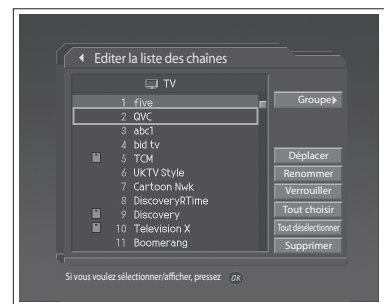 Editer la liste des chaînes
TV
1 five
2 QVC
3 abc1
4 bid tv
5 TCM
6 UKTV Style
7 Cartoon Nwk
8 DiscoveryRTime
9 Discovery
10 Television X
11 Boomerang
Groupe
Déplacer
Renommer
Verrouiller
Tout choisir
Tout désélectionner
Supprimer
Si vous voulez sélectionner/afficher, pressez OK